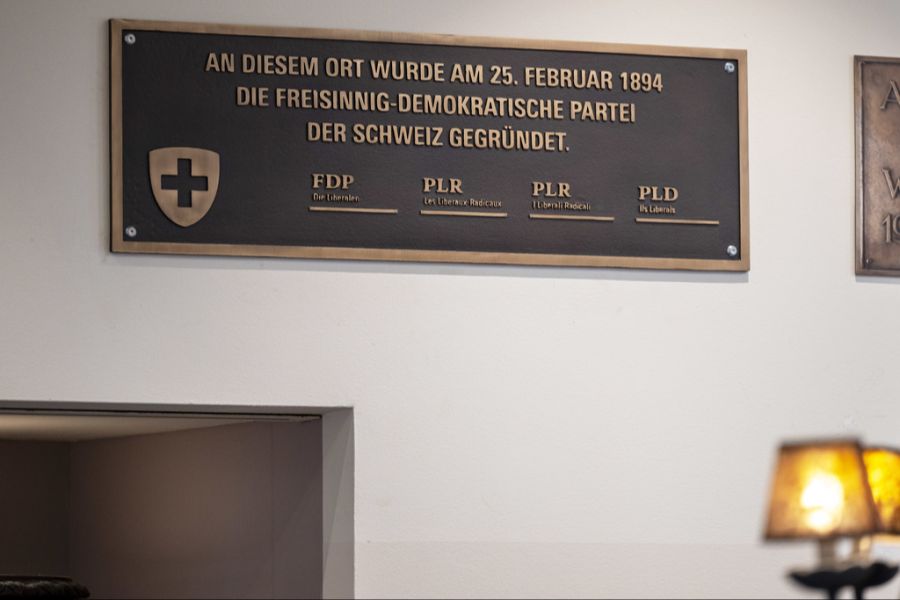 AN DIESEM ORT WURDE AM 25. FEBRUAR 1894
DIE FREISINNIG-DEMOKRATISCHE PARTEI
DER SCHWEIZ GEGRÜNDET.
FDP
Die Liberalen
PLR
Les Libéraux-Radicaux
PLR
I Liberali Radicali
PLD
Ils Liberals